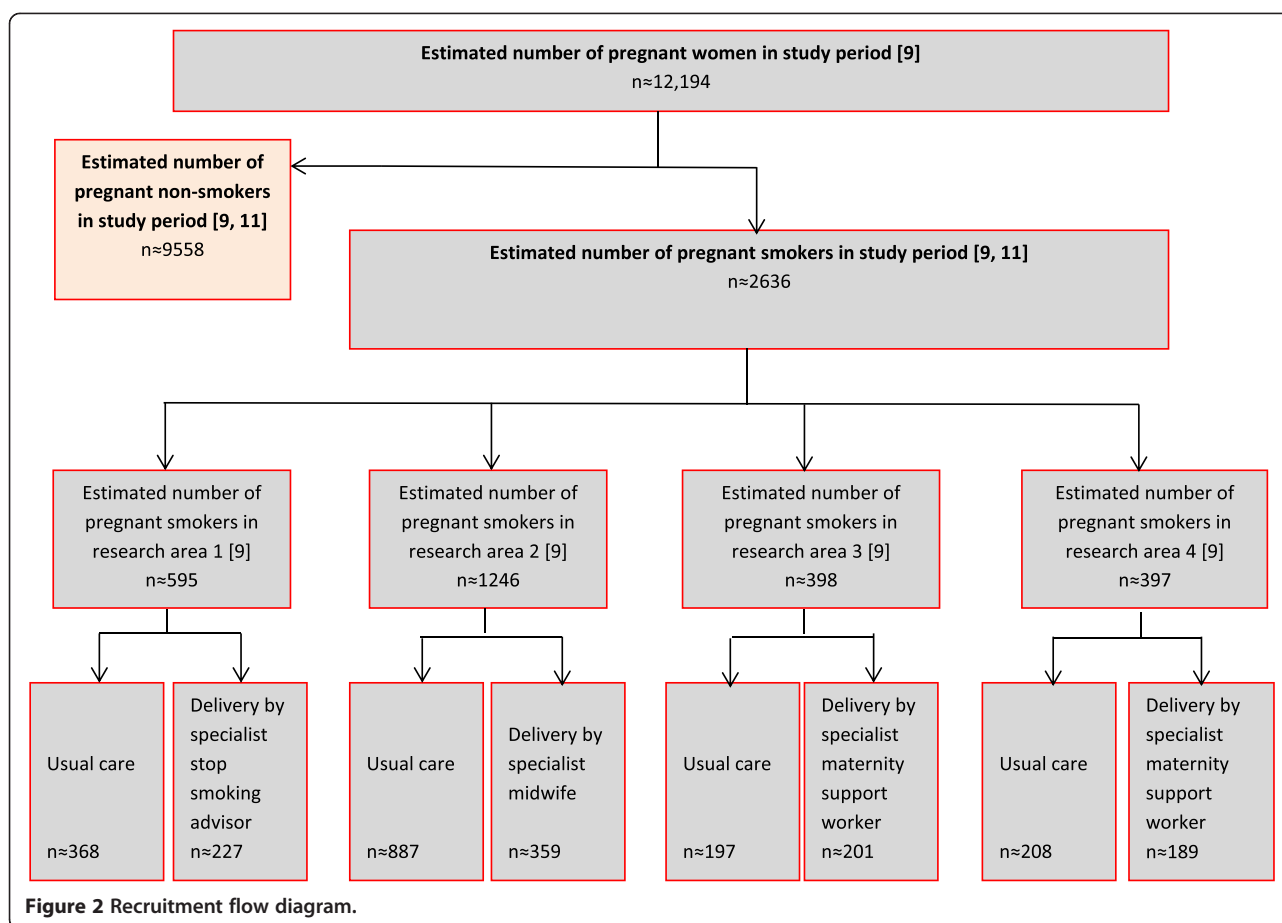 Estimated number of pregnant women in study period [9]
n≈12,194
Estimated number of
pregnant non-smokers
in study period [9, 11]
n≈9558
Estimated number of pregnant smokers in study period [9, 11]
n≈2636
Estimated number of
pregnant smokers in
research area 1 [9]
n≈595
Estimated number of
pregnant smokers in
research area 2 [9]
n≈1246
Estimated number of
pregnant smokers in
research area 3 [9]
n≈398
Estimated number of
pregnant smokers in
research area 4 [9]
n≈397
Usual care
n≈368
Delivery by
specialist
stop
smoking
advisor
n≈227
Usual care
n≈887
Delivery by
specialist
midwife
n≈359
Usual care
n≈197
Delivery by
specialist
maternity
support
worker
n≈201
Usual care
n≈208
Delivery by
specialist
maternity
support
worker
n≈189
Figure 2 Recruitment flow diagram.